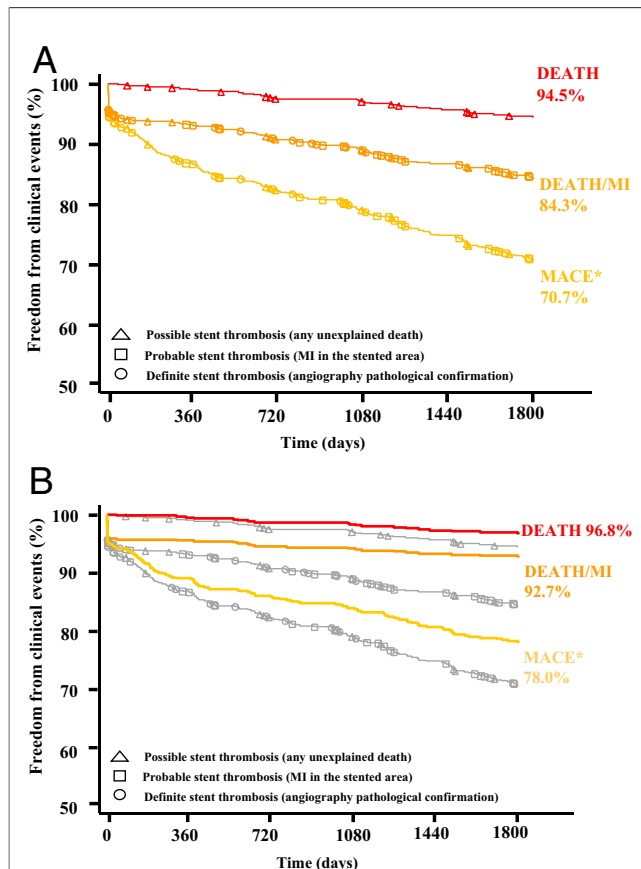 A
Freedom from clinical events (%)
100
90
80
70
60
50
DEATH
94.5%
DEATH/MI
84.3%
MACE*
70.7%
Possible stent thrombosis (any unexplained death)
Probable stent thrombosis (MI in the stented area)
Definite stent thrombosis (angiography pathological confirmation)
0 360 720 1080 1440 1800
Time (days)
B
Freedom from clinical events (%)
100
90
80
70
60
50
DEATH 96.8%
DEATH/MI
92.7%
MACE*
78.0%
Possible stent thrombosis (any unexplained death)
Probable stent thrombosis (MI in the stented area)
Definite stent thrombosis (angiography pathological confirmation)
0 360 720 1080 1440 1800
Time (days)